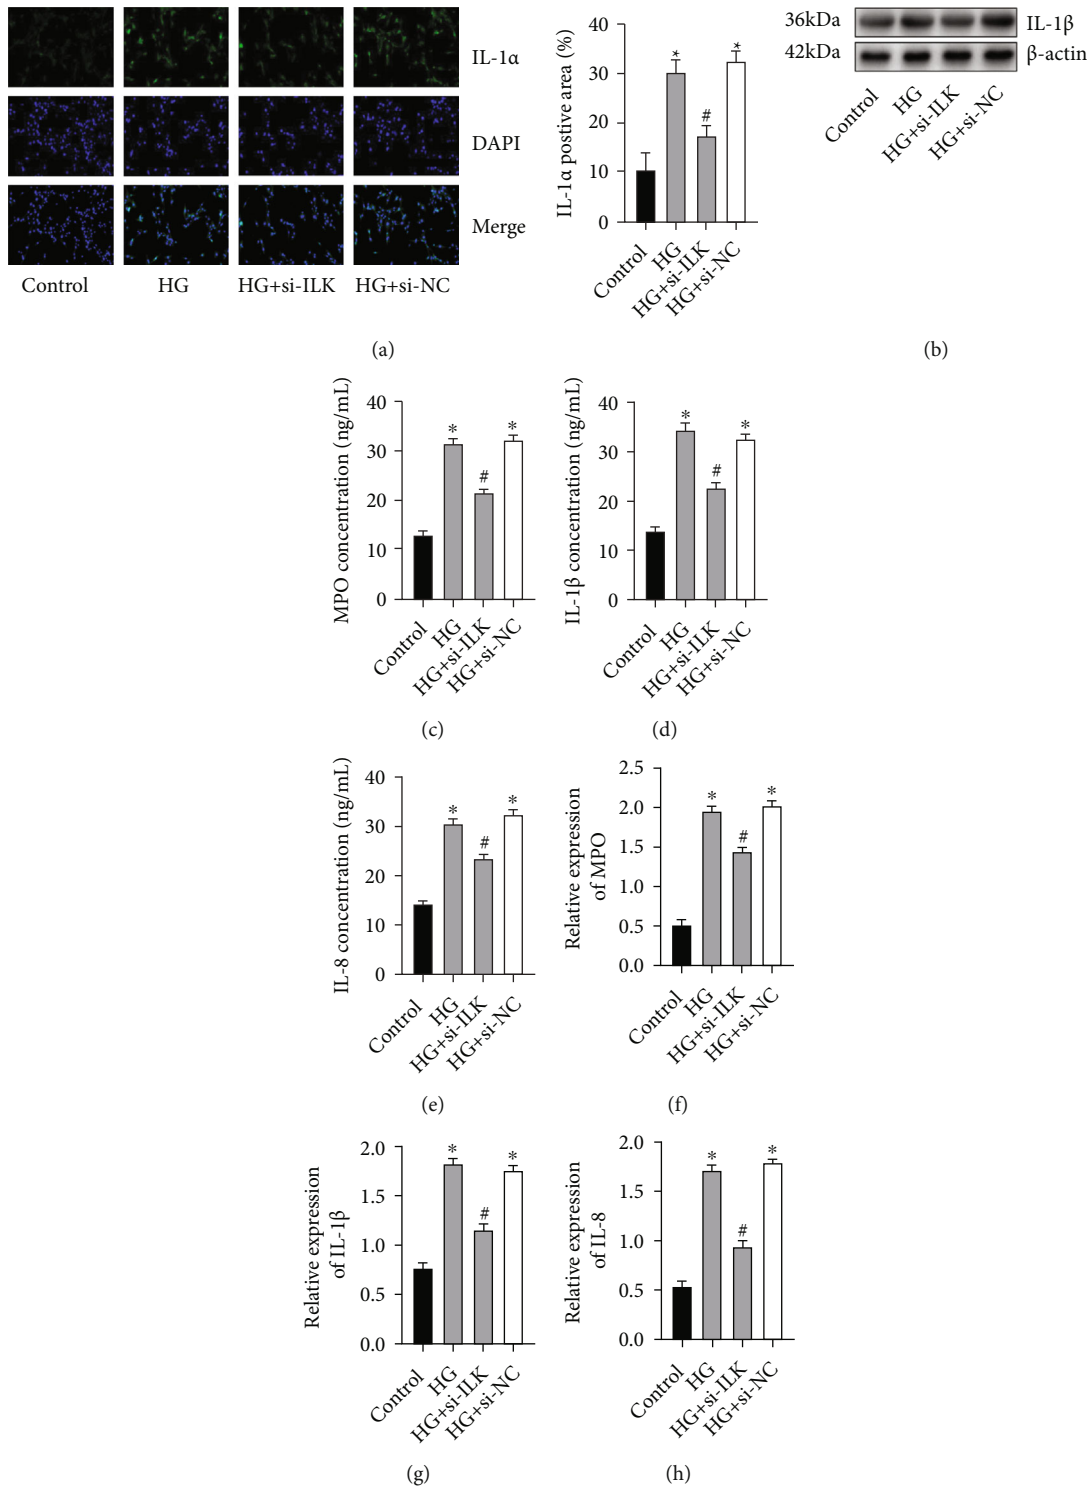 IL-1α
DAPI
Merge
Control HG HG+si-ILK HG+si-NC
IL-1α postive area (%)
40
30
20
10
0
* # *
Control
HG
HG+si-ILK
HG+si-NC
(a)
36kDa IL-1β
42kDa β-actin
Control
HG
HG+si-ILK
HG+si-NC
(b)
MPO concentration (ng/mL)
40
30
20
10
0
* # *
Control
HG
HG+si-ILK
HG+si-NC
(c)
IL-1β concentration (ng/mL)
40
30
20
10
0
* # *
Control
HG
HG+si-ILK
HG+si-NC
(d)
IL-8 concentration (ng/mL)
40
30
20
10
0
* # *
Control
HG
HG+si-ILK
HG+si-NC
(e)
Relative expression
of MPO
2.5
2.0
1.5
1.0
0.5
0.0
* # *
Control
HG
HG+si-ILK
HG+si-NC
(f)
Relative expression
of IL-1β
2.0
1.5
1.0
0.5
0.0
* # *
Control
HG
HG+si-ILK
HG+si-NC
(g)
Relative expression
of IL-8
2.0
1.5
1.0
0.5
0.0
* # *
Control
HG
HG+si-ILK
HG+si-NC
(h)